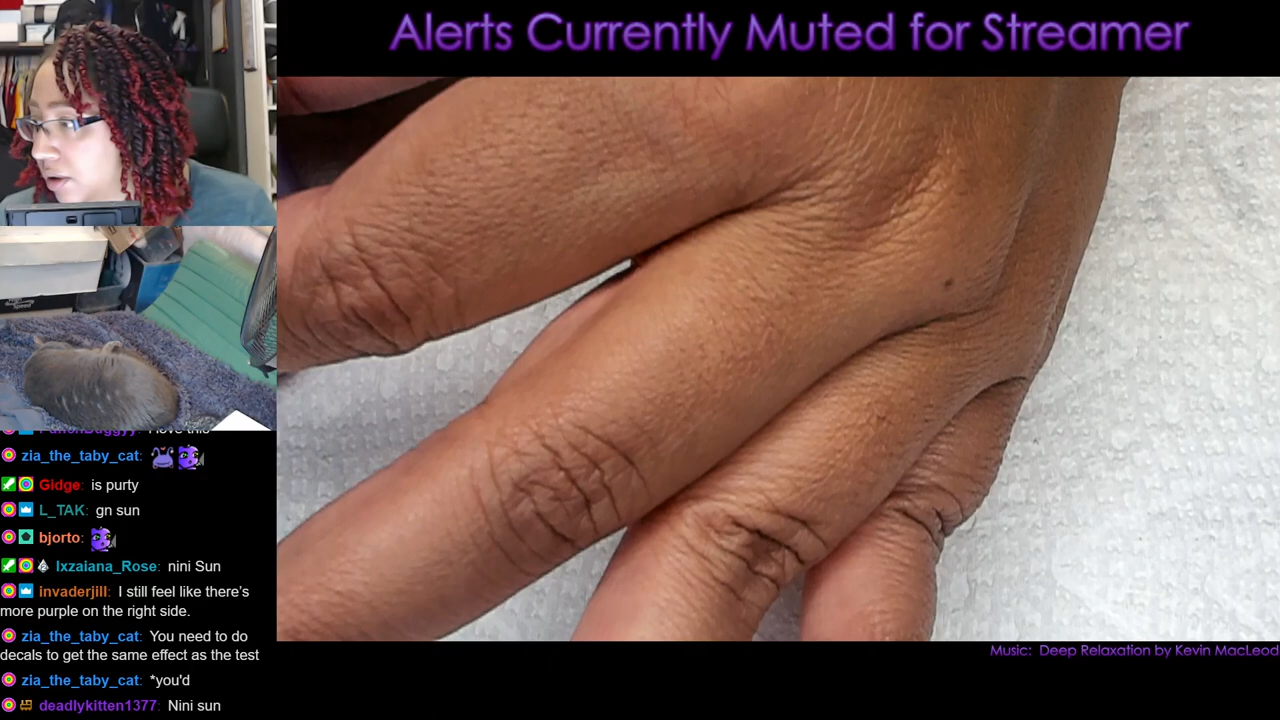 Alerts Currently Muted for Streamer
zia_the_taby_cat:
Gidge: is purty
L_TAK: gn sun
bjorto:
Ixzaiana_Rose: nini Sun
invaderjill: I still feel like there's
more purple on the right side.
zia_the_taby_cat: You need to do
decals to get the same effect as the test
zia_the_taby_cat: *you'd
deadlykitten1377: Nini sun
Music: Deep Relaxation by Kevin MacLeod